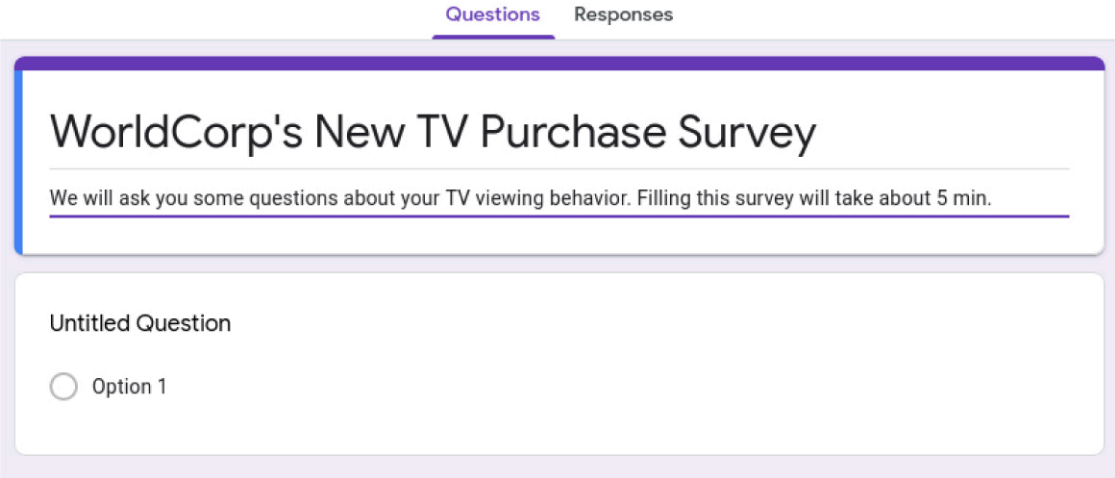 Questions Responses
WorldCorp's New TV Purchase Survey
We will ask you some questions about your TV viewing behavior. Filling this survey will take about 5 min.
Untitled Question
Option 1